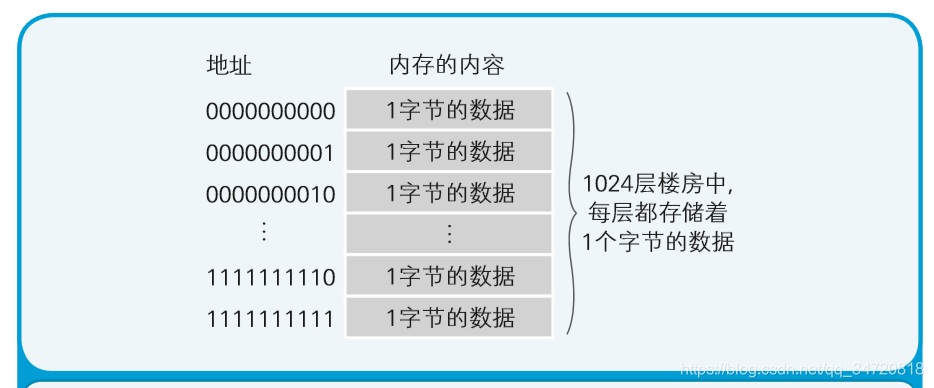 地址 内存的内容
0000000000 1字节的数据
0000000001 1字节的数据
0000000010 1字节的数据
⋮ ⋮
1111111110 1字节的数据
1111111111 1字节的数据
1024层楼房中,
每层都存储着
1个字节的数据
https://blog.csdn.net/qq_34720818